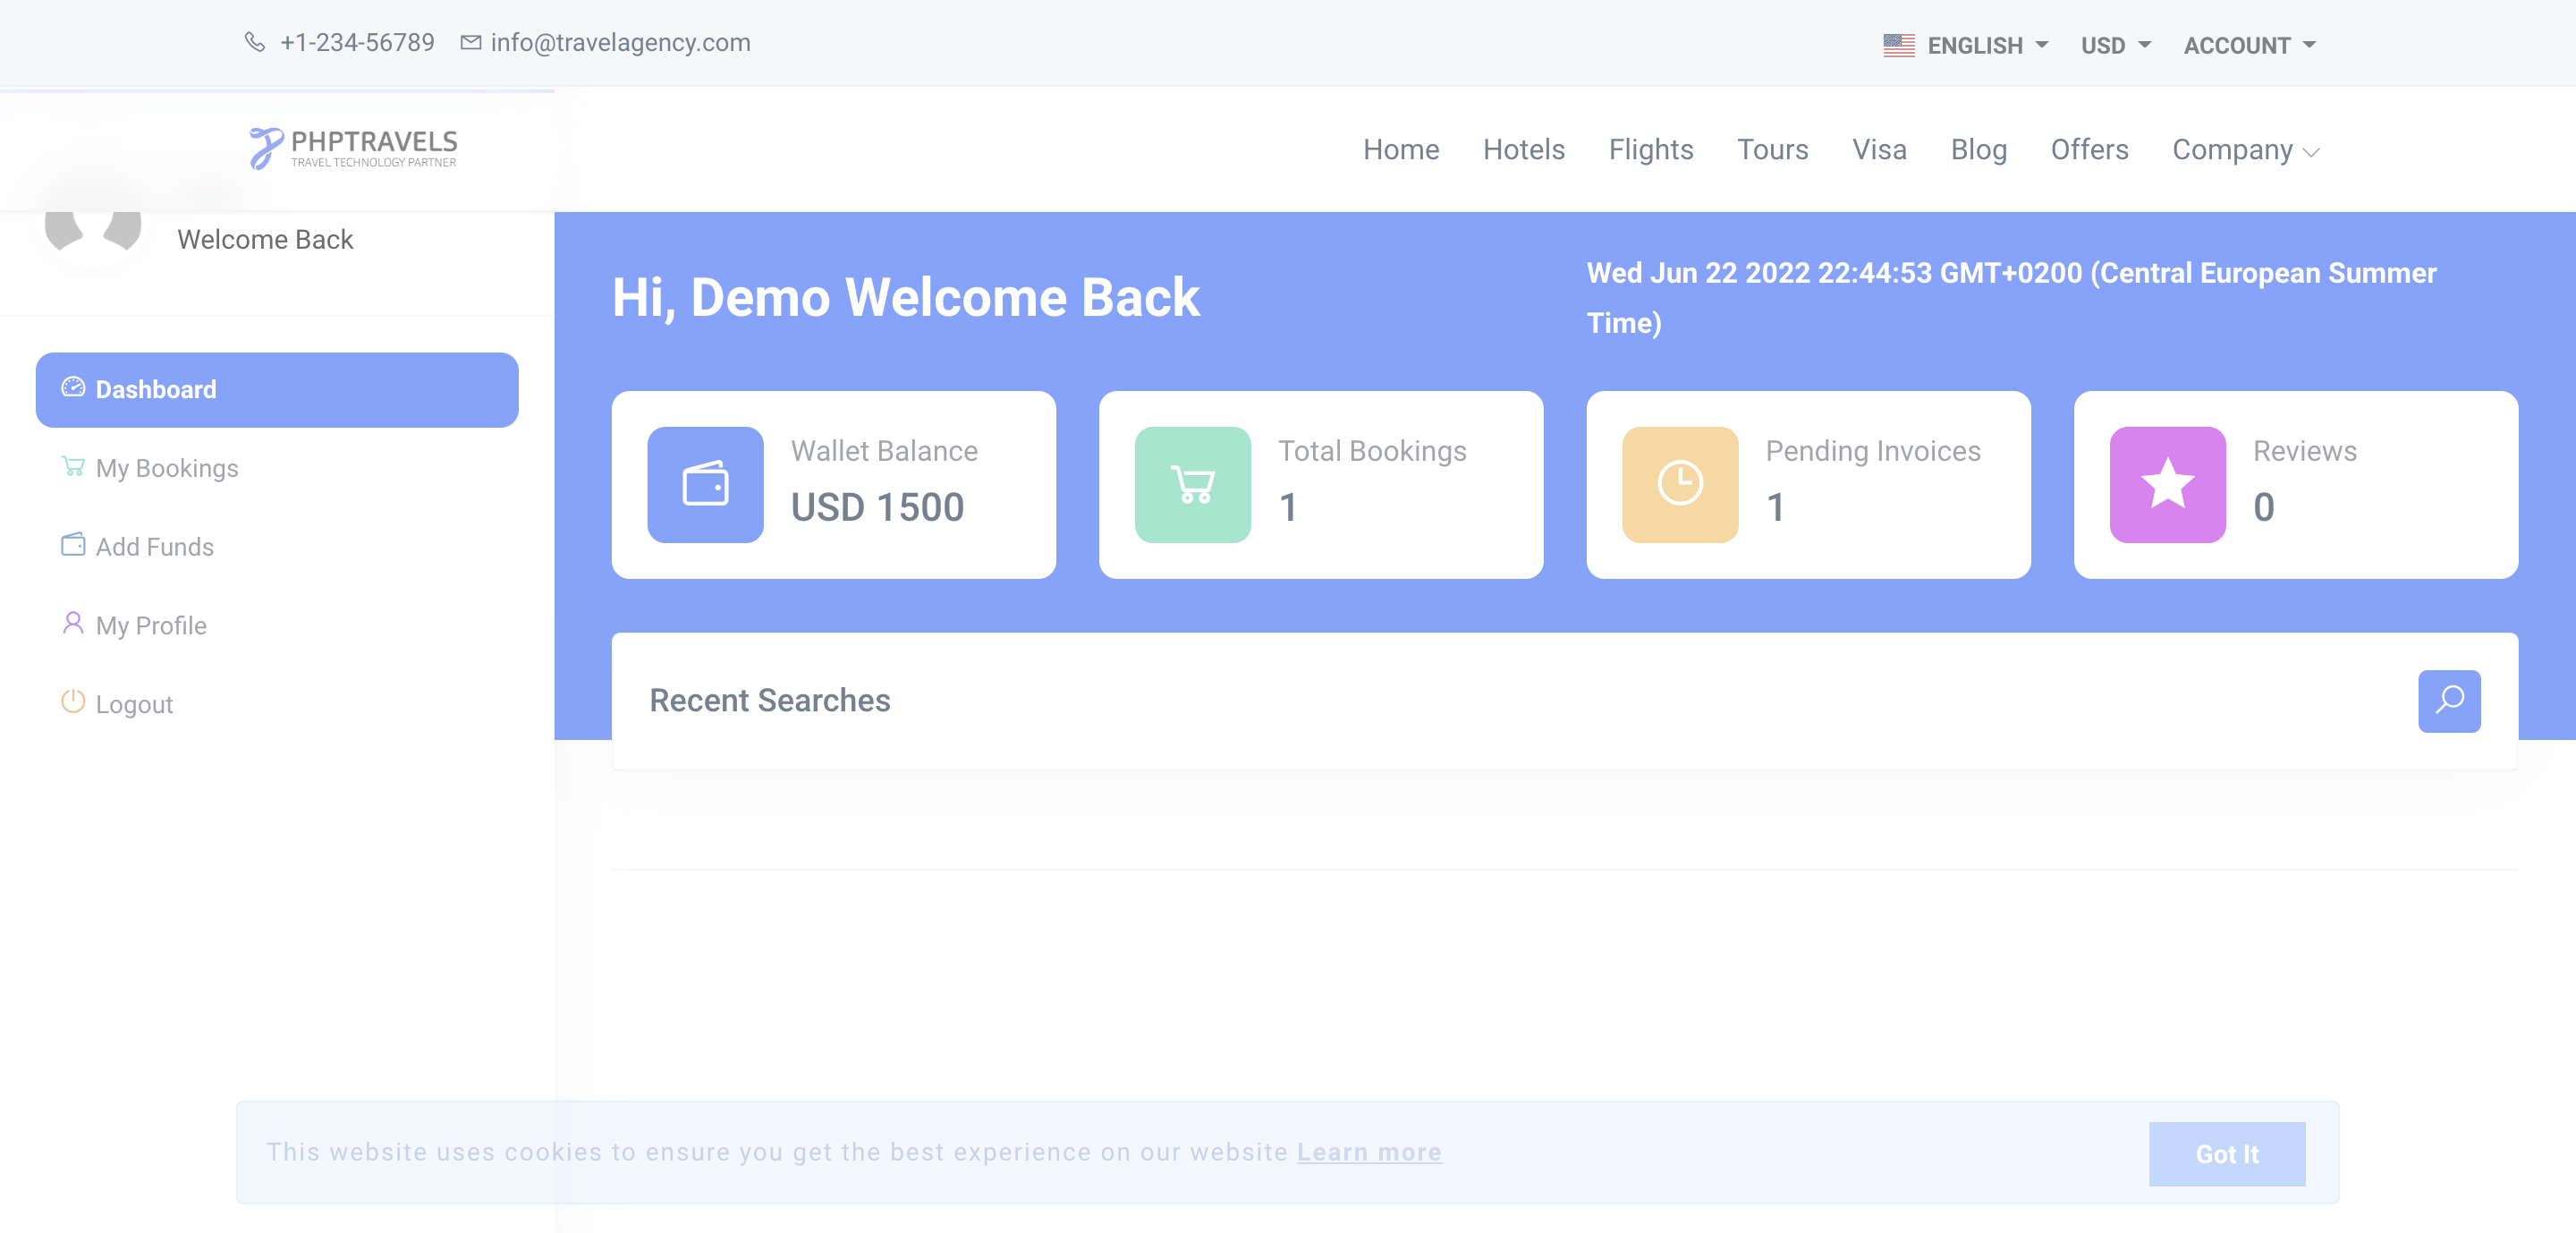 +1-234-56789 info@travelagency.com ENGLISH USD ACCOUNT
PHPTRAVELS
TRAVEL TECHNOLOGY PARTNER
Home Hotels Flights Tours Visa Blog Offers Company
Welcome Back
Dashboard
My Bookings
Add Funds
My Profile
Logout
Hi, Demo Welcome Back
Wed Jun 22 2022 22:44:53 GMT+0200 (Central European Summer
Time)
Wallet Balance
USD 1500
Total Bookings
1
Pending Invoices
1
Reviews
0
Recent Searches
This website uses cookies to ensure you get the best experience on our website Learn more
Got It